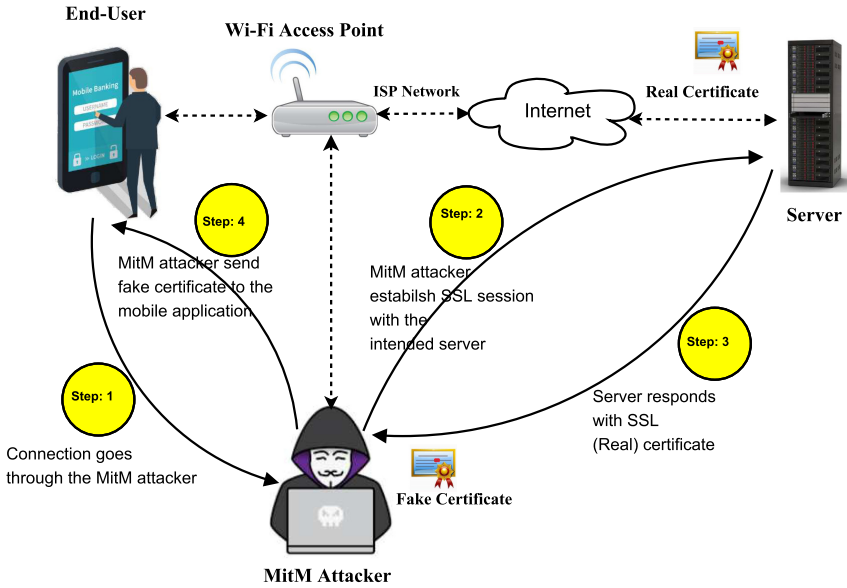 End-User
Wi-Fi Access Point
ISP Network
Internet
Real Certificate
Server
Mobile Banking
USERNAME
LOGIN
Step: 4
MitM attacker send
fake certificate to the
mobile application
Step: 2
MitM attacker
estabilsh SSL session
with the
intended server
Step: 3
Server responds
with SSL
(Real) certificate
Step: 1
Connection goes
through the MitM attacker
Fake Certificate
MitM Attacker